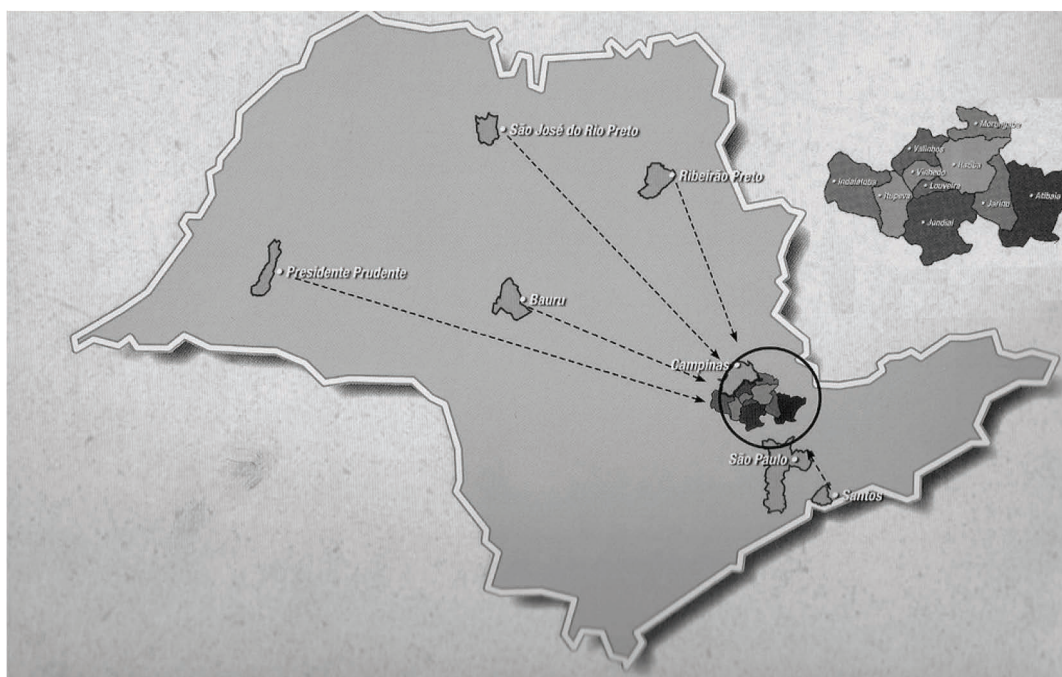 São José do Rio Preto
Ribeirão Preto
Presidente Prudente
Bauru
Campinas
São Paulo
Santos
Morungaba
Valinhos
Itatiba
Indaiatuba
Vinhedo
Louveira
Itupeva
Jarinu
Atibaia
Jundiaí